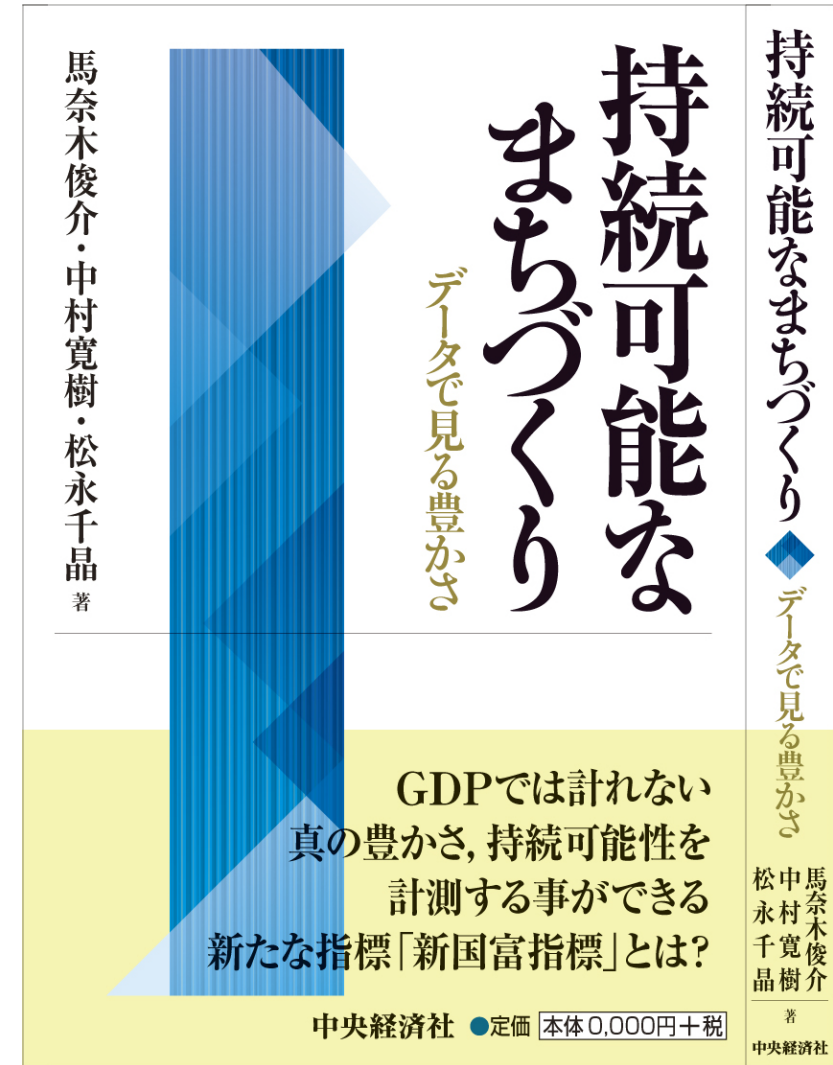 持続可能な
まちづくり
データで見る豊かさ
馬奈木俊介・中村寛樹・松永千晶 著
GDPでは計れない
真の豊かさ,持続可能性を
計測する事ができる
新たな指標「新国富指標」とは?
中央経済社 ●定価 本体0,000円+税
持続可能なまちづくり
データで見る豊かさ
馬奈木俊介
中村寛樹
松永千晶
著
中央経済社